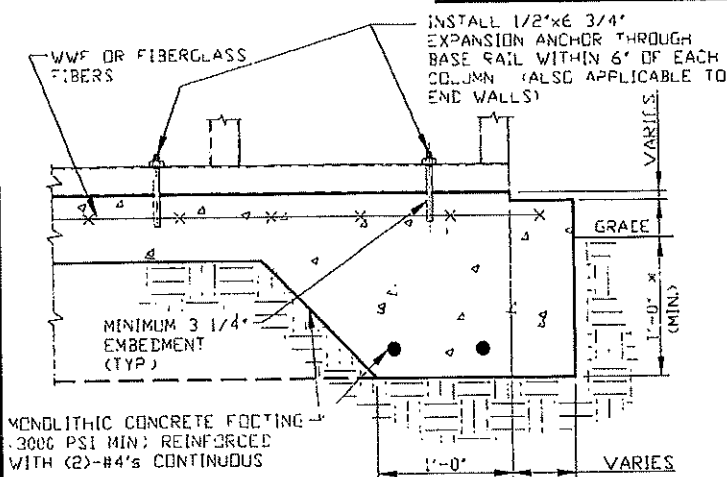 INSTALL 1/2"x6 3/4"
EXPANSION ANCHOR THROUGH
BASE RAIL WITHIN 6" OF EACH
COLUMN (ALSO APPLICABLE TO
END WALLS)
WWF OR FIBERGLASS
FIBERS
VARIES
GRADE
1'-0" x
(MIN.)
MINIMUM 3 1/4"
EMBEDMENT
(TYP.)
MONOLITHIC CONCRETE FOOTING
(3000 PSI MIN) REINFORCED
WITH (2)-#4's CONTINUOUS
1'-0"
VARIES